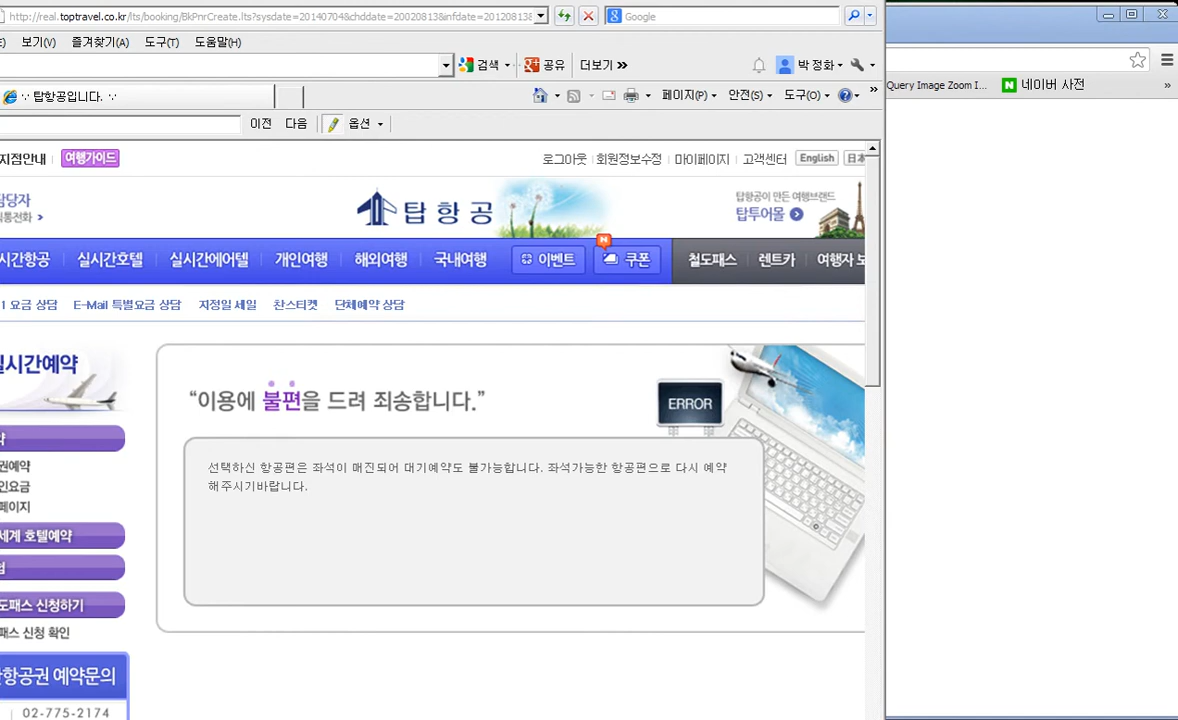 http://real.toptravel.co.kr/lts/booking/BkPnrCreate.lts?sysdate=20140704&chddate=20020813&infdate=20120813&
Google
보기(V) 즐겨찾기(A) 도구(T) 도움말(H)
검색 공유 더보기 »
박 정화
Query Image Zoom I...
네이버 사전
»
탑항공입니다.
페이지(P) 안전(S) 도구(O)
»
이전 다음 옵션
지점안내 여행가이드
로그아웃 회원정보수정 마이페이지 고객센터 English 日本
담당자
직통전화
탑항공
탑항공이 만든 여행브랜드
탑투어몰
시간항공 실시간호텔 실시간에어텔 개인여행 해외여행 국내여행 이벤트 N 쿠폰 철도패스 렌트카 여행자 보
1 요금 상담 E-Mail 특별요금 상담 지정일 세일 찬스티켓 단체예약 상담
실시간예약
약
권예약
인요금
페이지
세계 호텔예약
험
도패스 신청하기
패스 신청 확인
항공권 예약문의
02-775-2174
“이용에 불편을 드려 죄송합니다.”
ERROR
선택하신 항공편은 좌석이 매진되어 대기예약도 불가능합니다. 좌석가능한 항공편으로 다시 예약
해주시기바랍니다.